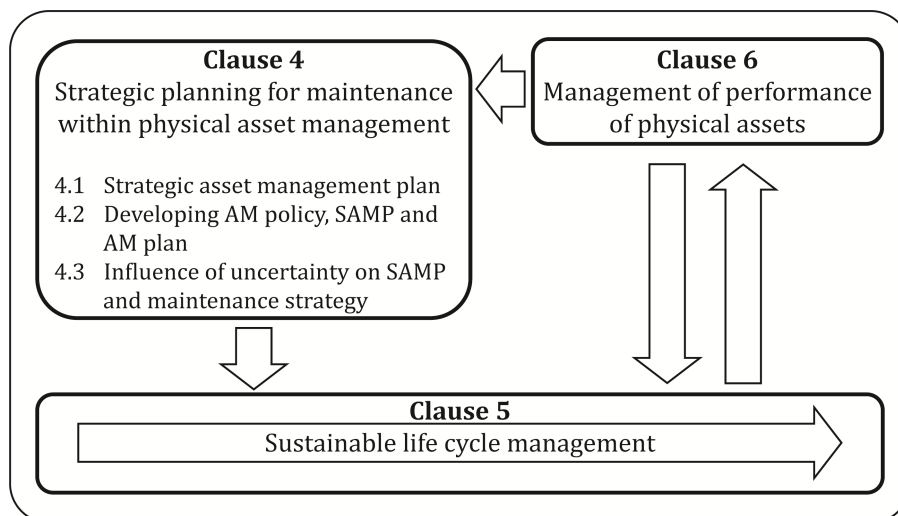 Clause 4
Strategic planning for maintenance
within physical asset management
4.1 Strategic asset management plan
4.2 Developing AM policy, SAMP and
AM plan
4.3 Influence of uncertainty on SAMP
and maintenance strategy
Clause 6
Management of performance
of physical assets
Clause 5
Sustainable life cycle management